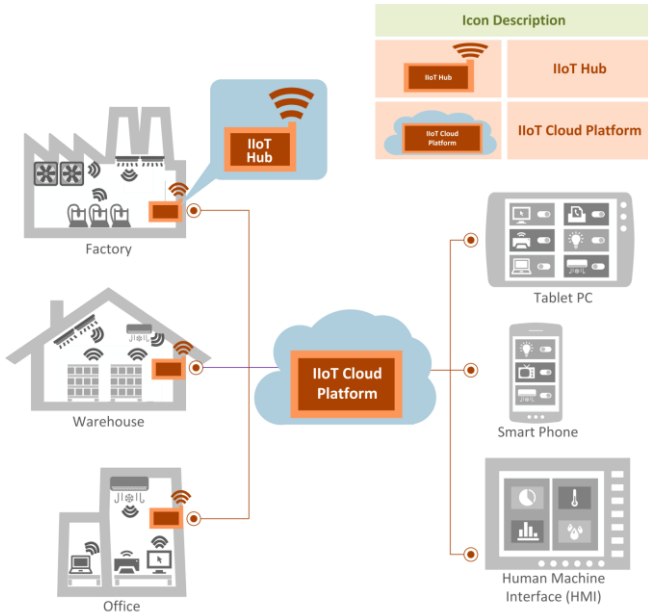 Icon Description
IIoT Hub
IIoT Hub
IIoT Cloud
Platform
IIoT Cloud Platform
IIoT
Hub
Factory
Warehouse
Office
IIoT Cloud
Platform
Tablet PC
Smart Phone
Human Machine
Interface (HMI)